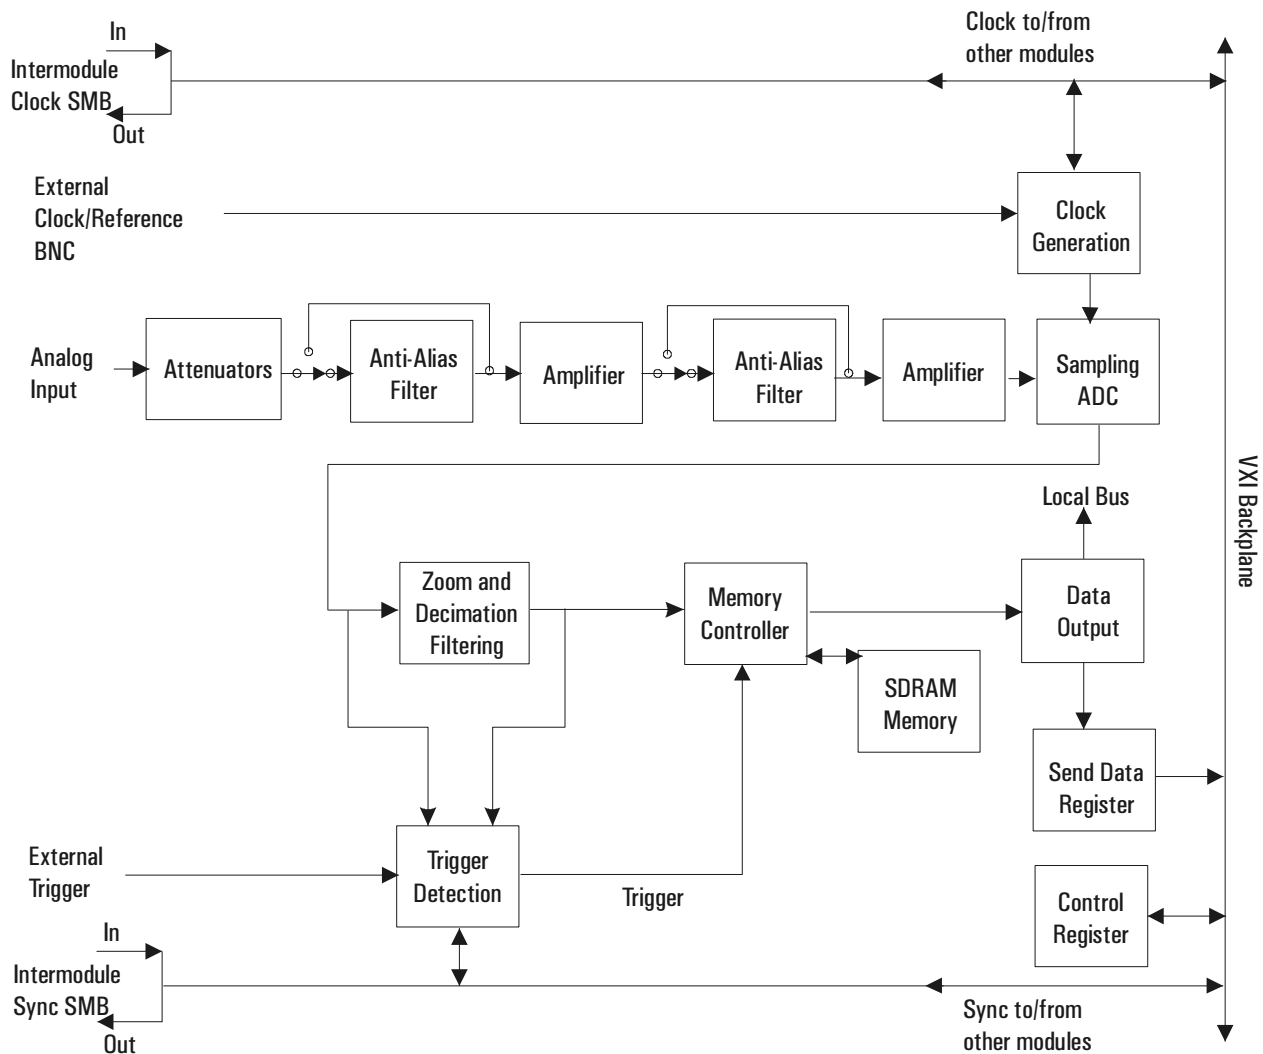 In
Intermodule
Clock SMB
Out
Clock to/from
other modules
External
Clock/Reference
BNC
Clock
Generation
Analog
Input
Attenuators
Anti-Alias
Filter
Amplifier
Anti-Alias
Filter
Amplifier
Sampling
ADC
VXI Backplane
Local Bus
Zoom and
Decimation
Filtering
Memory
Controller
Data
Output
SDRAM
Memory
Send Data
Register
External
Trigger
Trigger
Detection
Trigger
Control
Register
In
Intermodule
Sync SMB
Out
Sync to/from
other modules